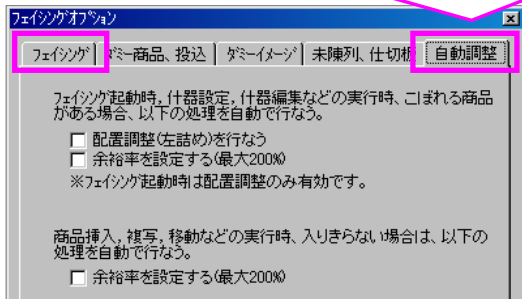 フェイシングオプション
フェイシング ダミー商品、投込 ダミーイメージ 未陳列、仕切板 自動調整
フェイシング起動時，什器設定，什器編集などの実行時、こぼれる商品
がある場合、以下の処理を自動で行なう。
配置調整(左詰め)を行なう
余裕率を設定する(最大200%)
※フェイシング起動時は配置調整のみ有効です。
商品挿入，複写，移動などの実行時、入りきらない場合は、以下の
処理を自動で行なう。
余裕率を設定する(最大200%)